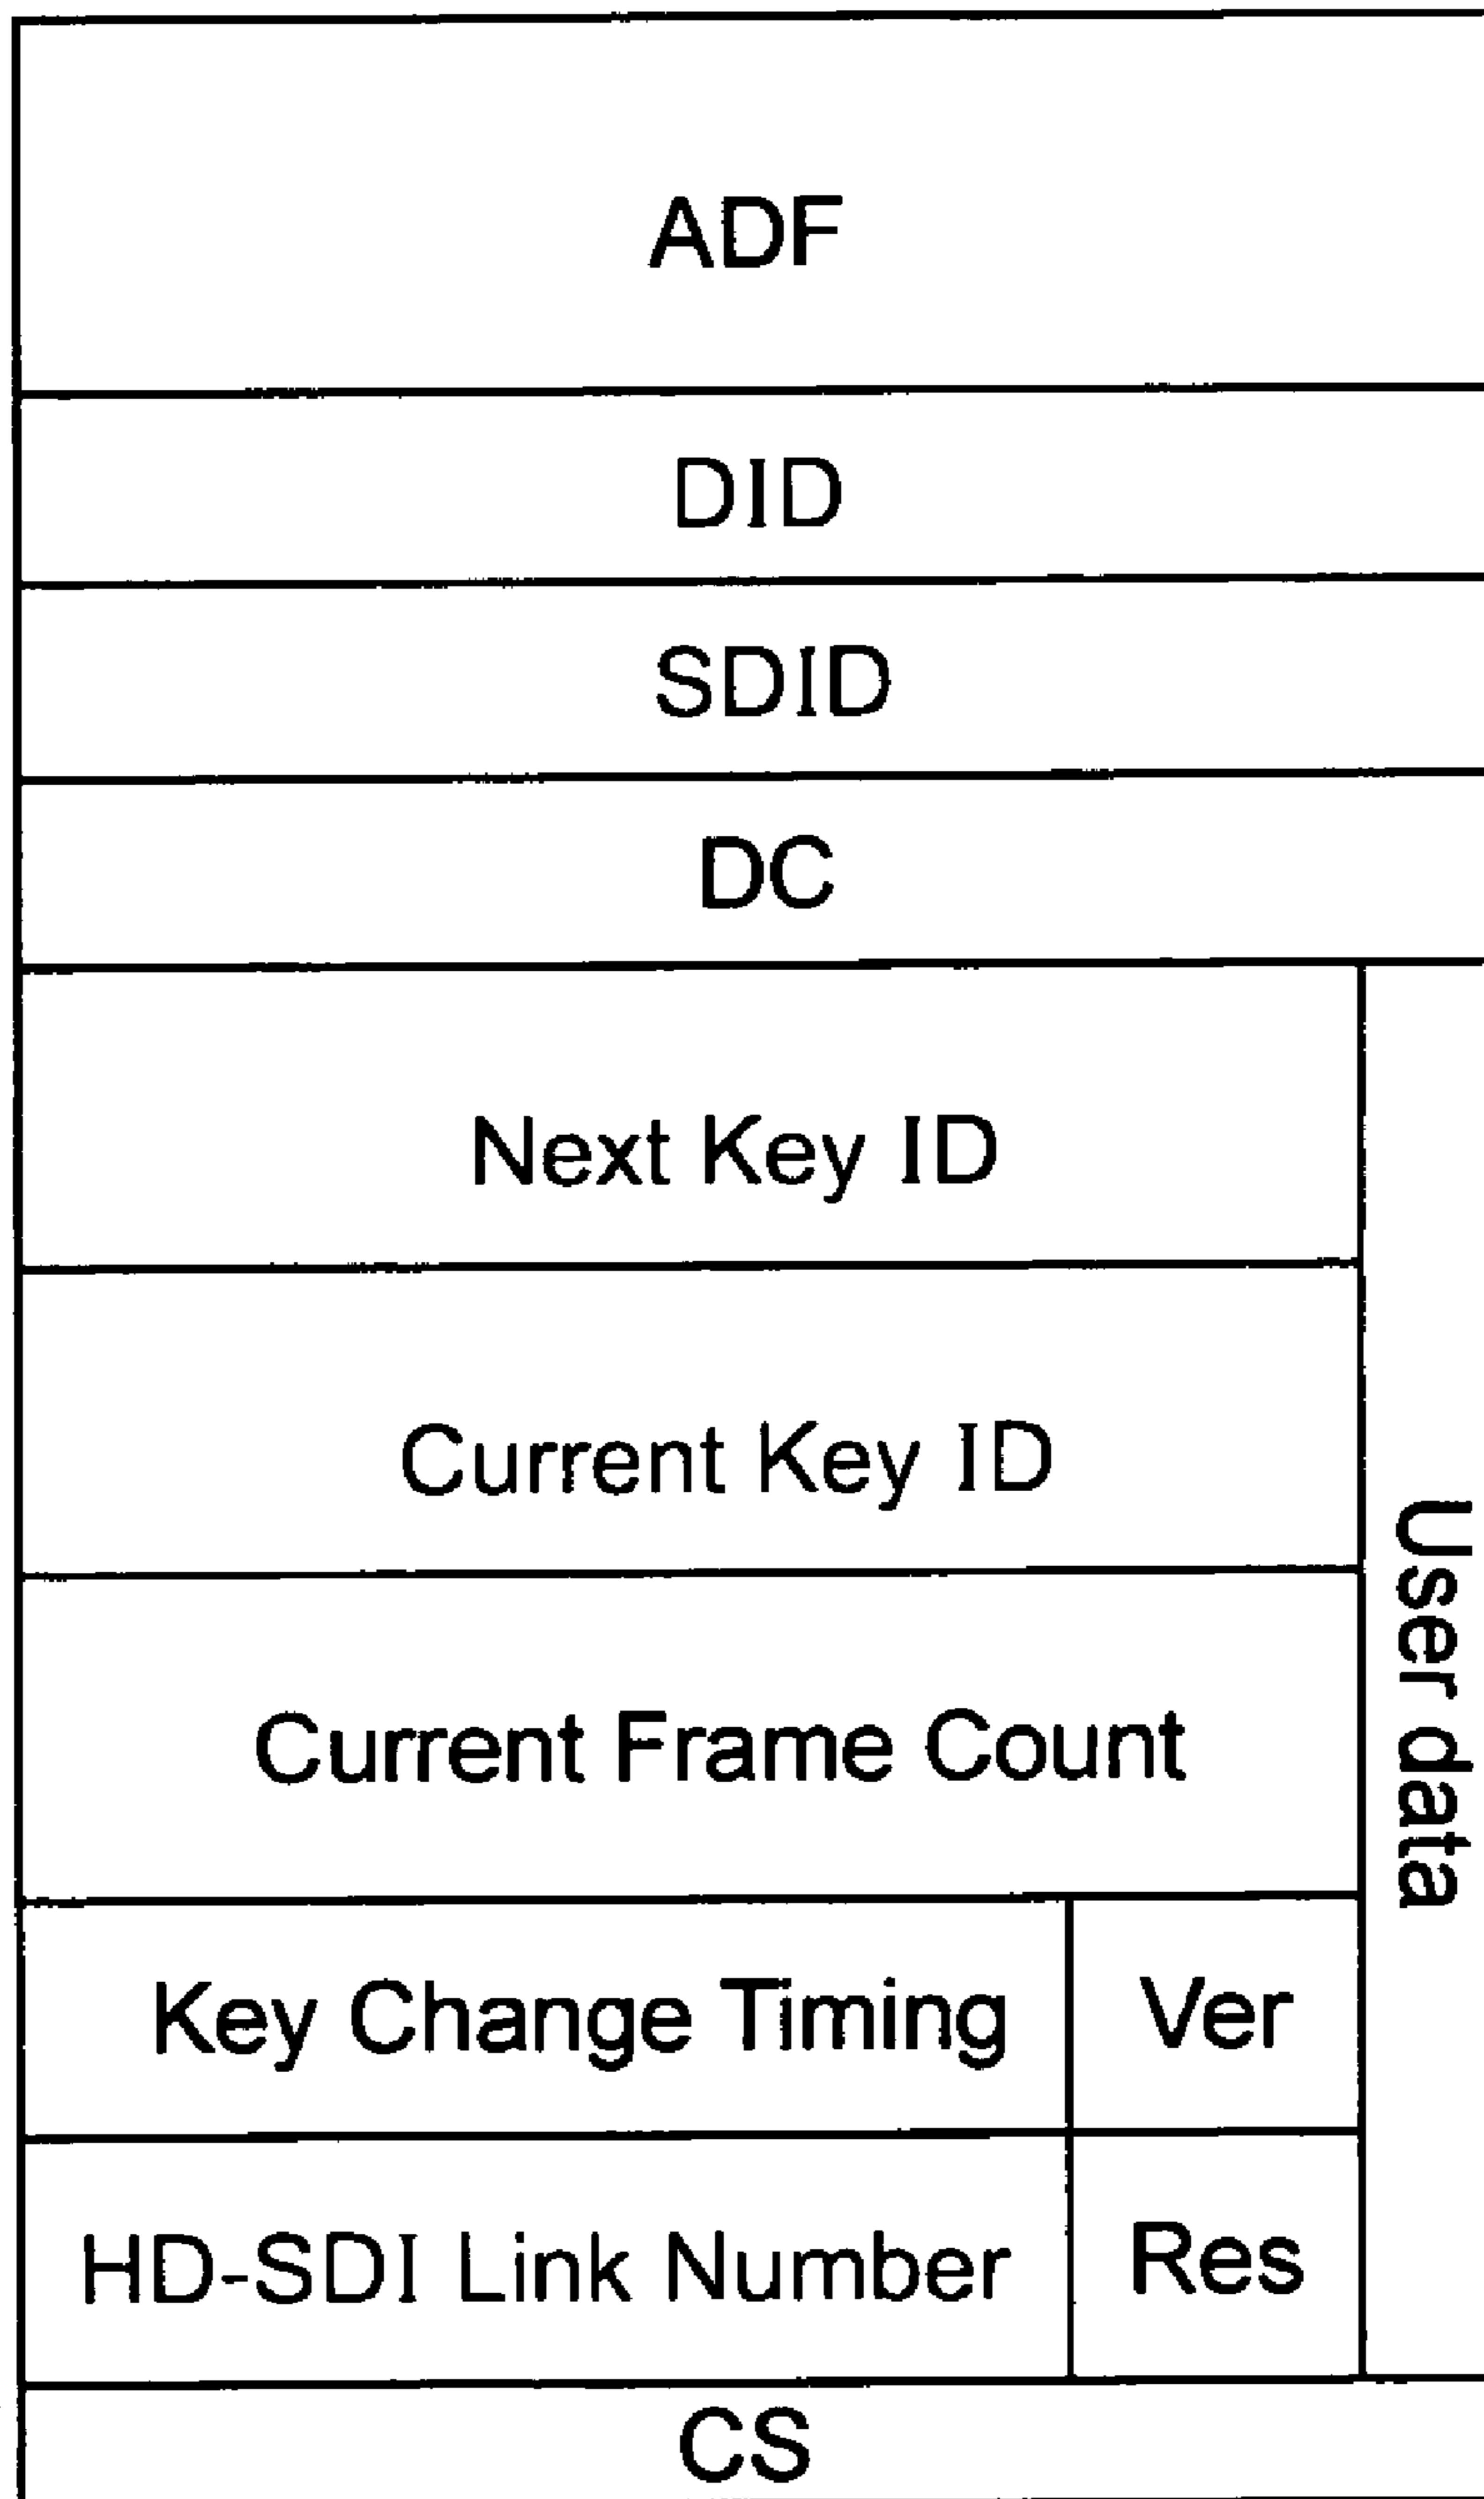 ADF
DID
SDID
DC
Next Key ID
Current Key ID
Current Frame Count
Key Change Timing
Ver
HD-SDI Link Number
Res
User data
CS